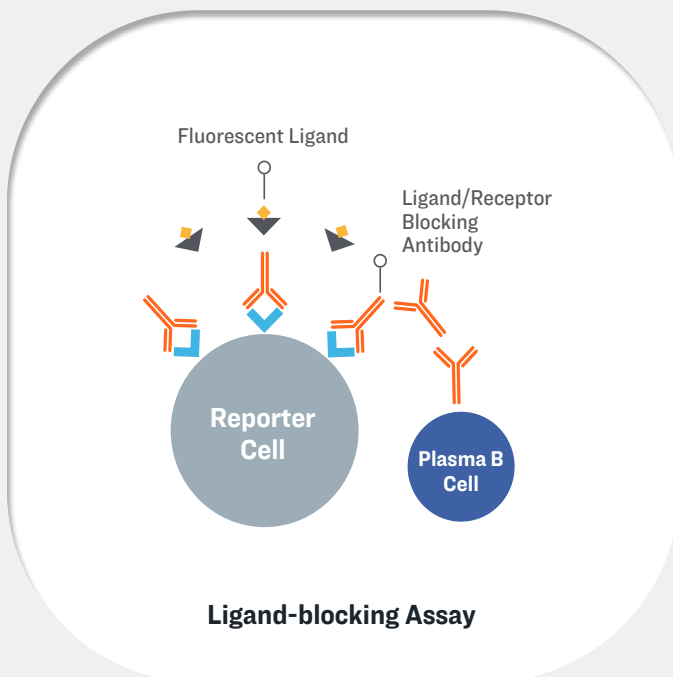 Fluorescent Ligand
Ligand/Receptor
Blocking
Antibody
Reporter
Cell
Plasma B
Cell
Ligand-blocking Assay